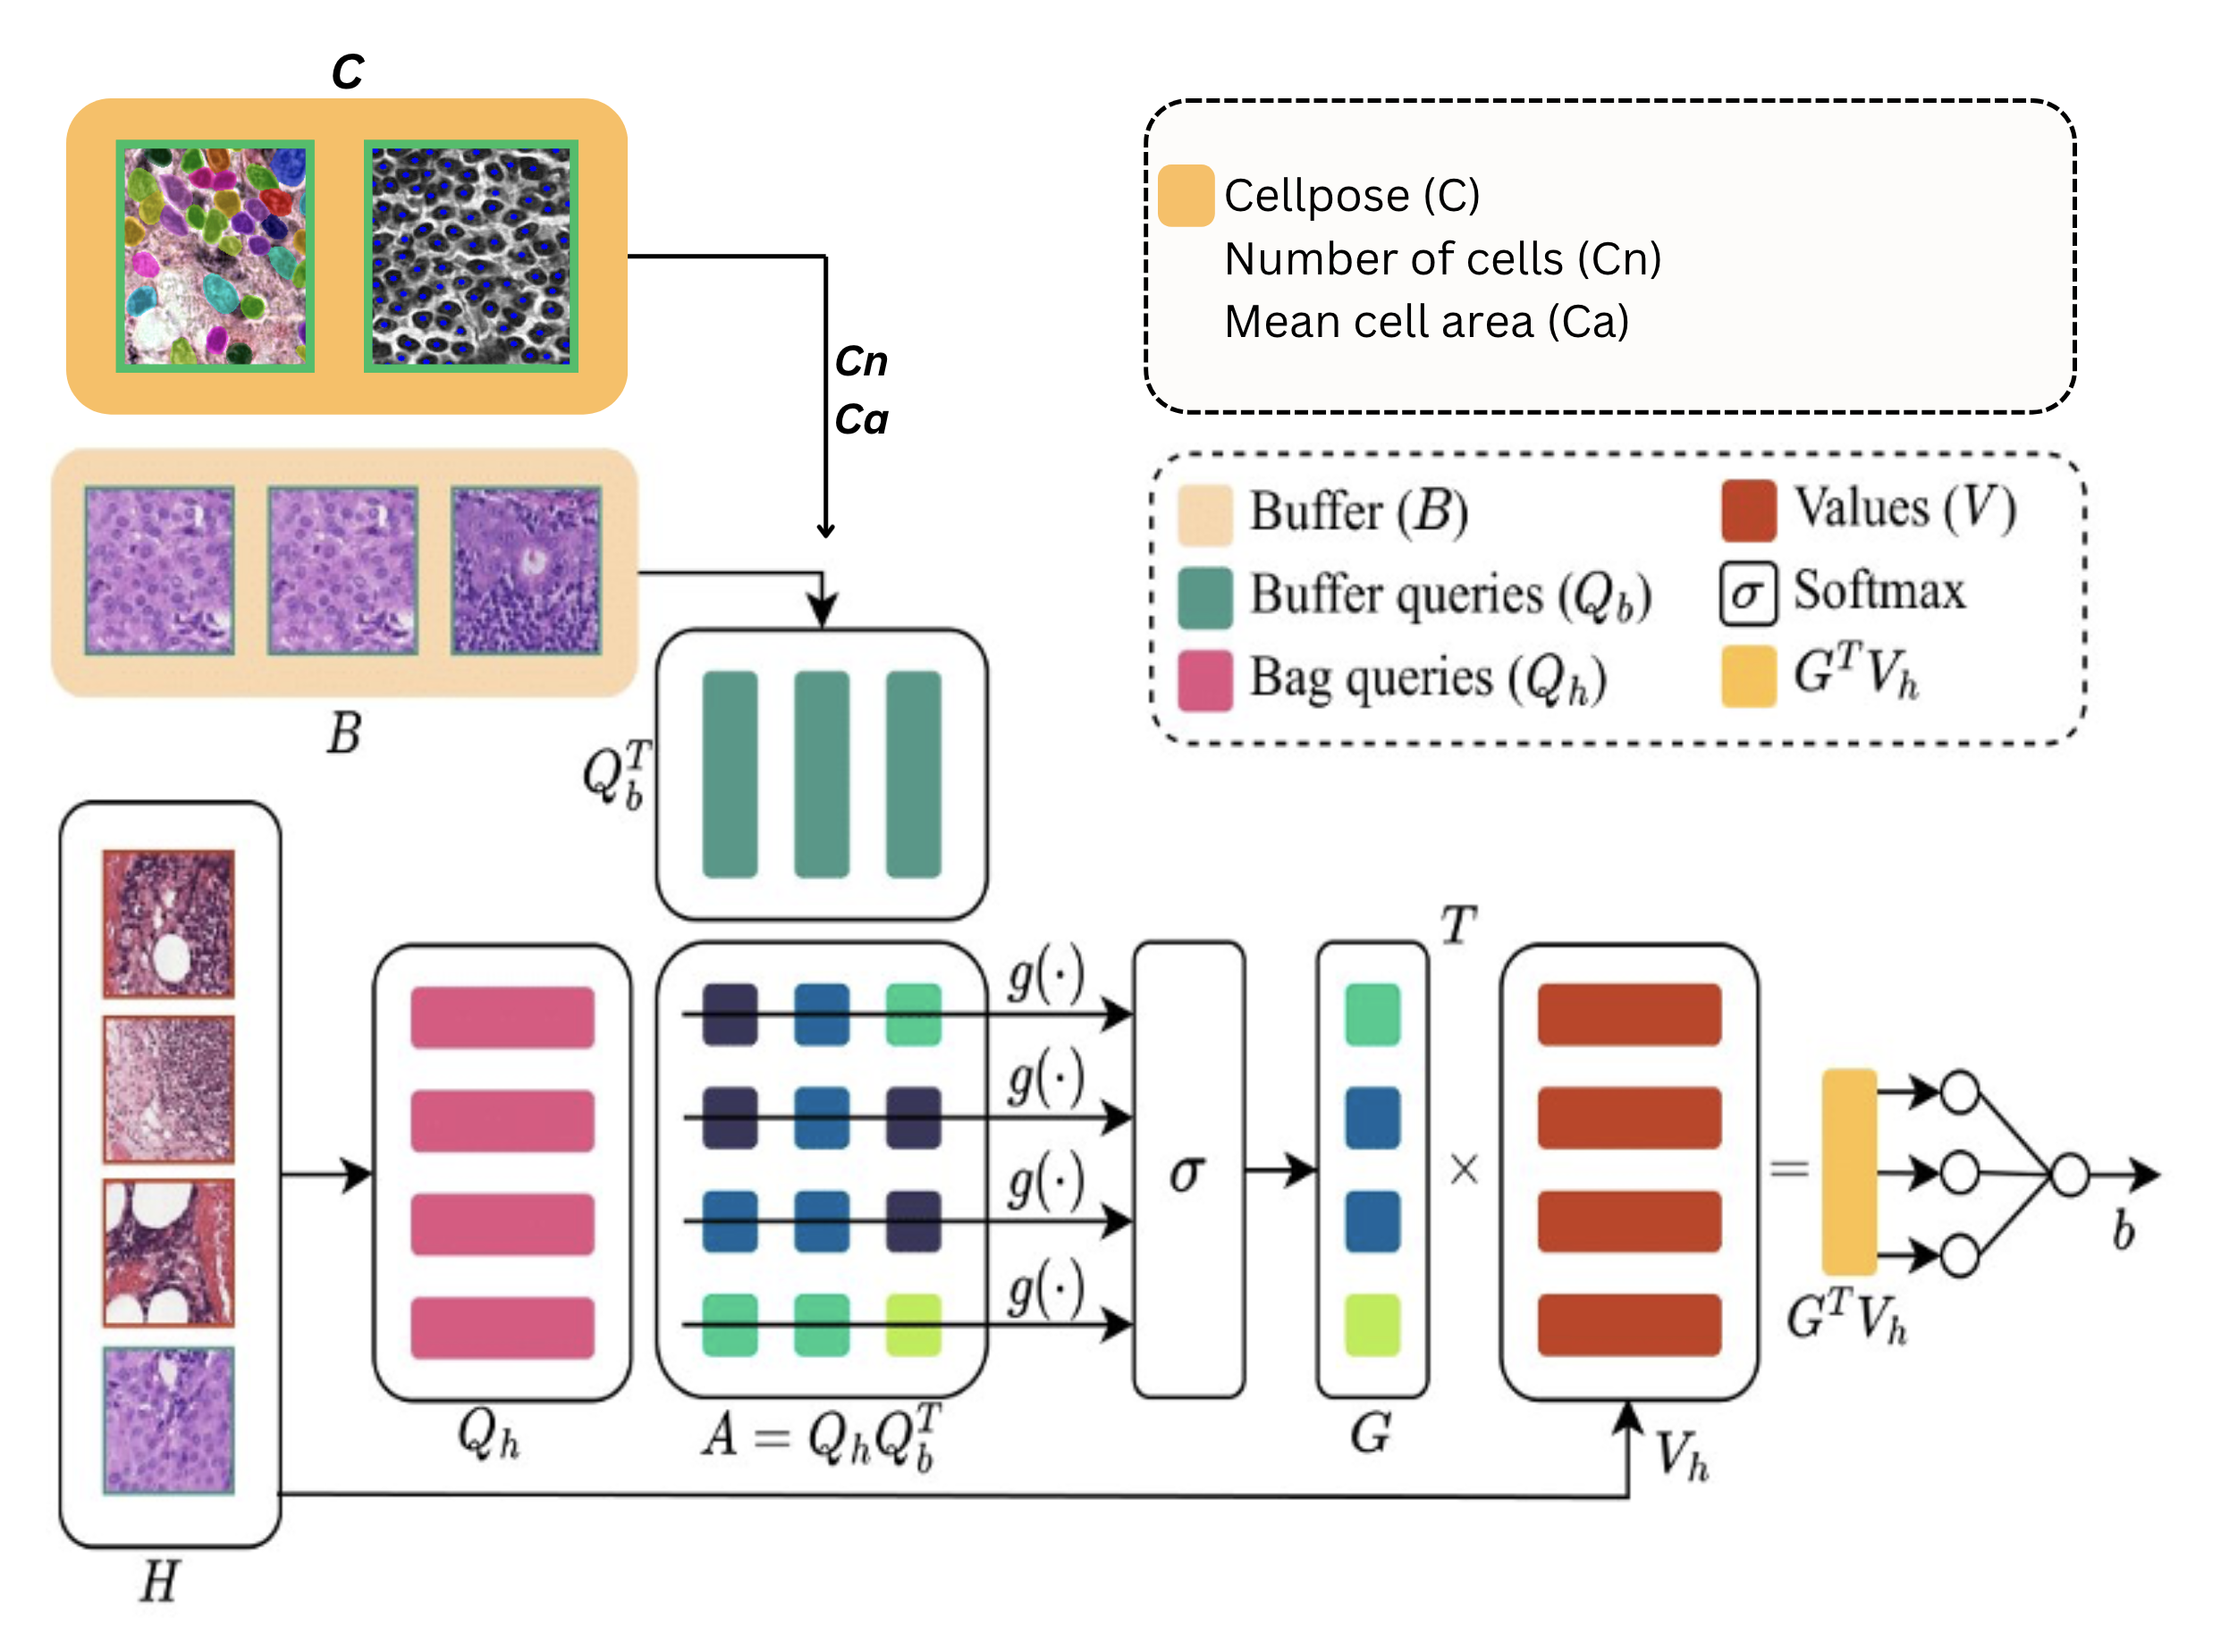 C
Cn
Ca
Cellpose (C)
Number of cells (Cn)
Mean cell area (Ca)
Buffer (B)
Buffer queries (Q_b)
Bag queries (Q_h)
Values (V)
σ Softmax
G^T V_h
B
Q_b^T
H
Q_h
A = Q_h Q_b^T
g(·)
g(·)
g(·)
g(·)
σ
G
T
×
V_h
=
G^T V_h
b